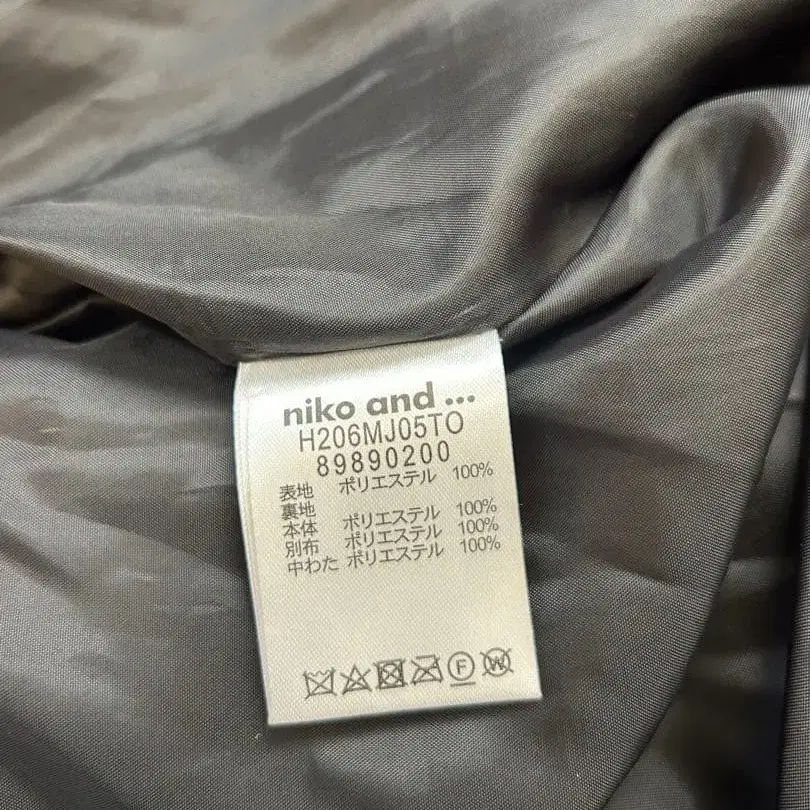 niko and ...
H206MJ05TO
89890200
表地 ポリエステル 100%
裏地
本体 ポリエステル 100%
別布 ポリエステル 100%
中わた ポリエステル 100%
F W